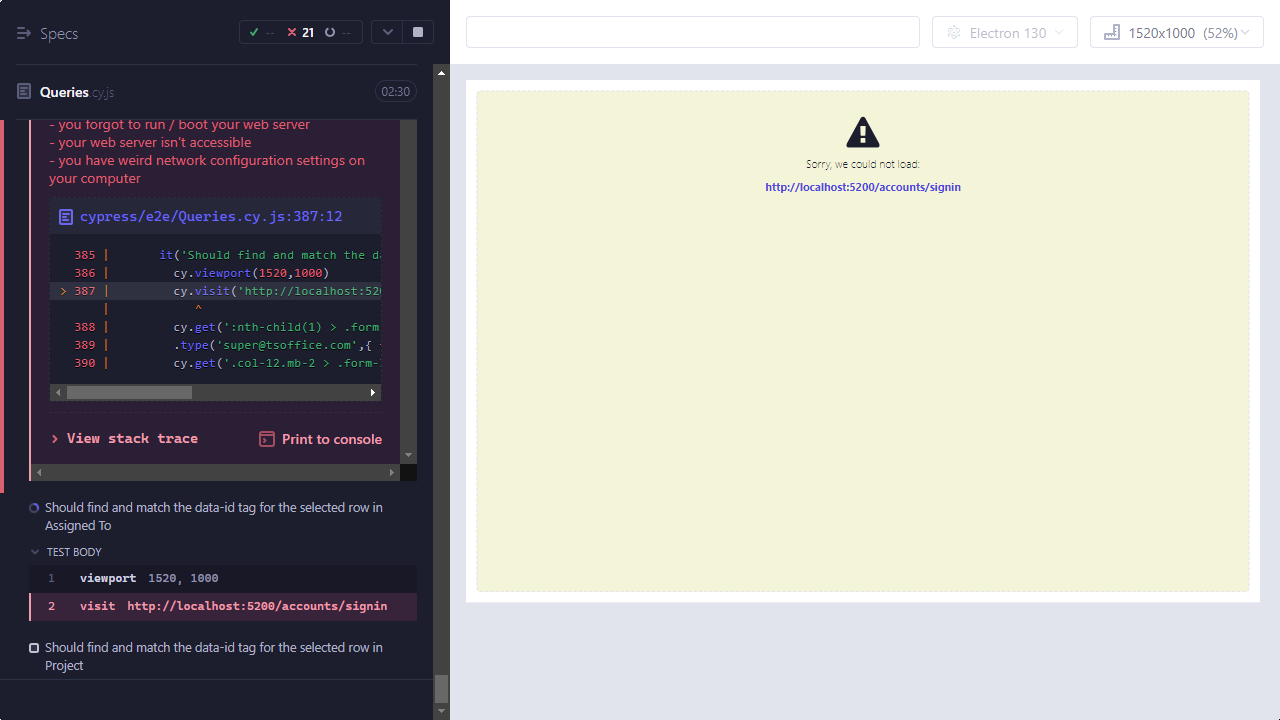 Specs
-- 21 --
Electron 130
1520x1000 (52%)
Queries.cy.js
02:30
- you forgot to run / boot your web server
- your web server isn't accessible
- you have weird network configuration settings on
your computer
cypress/e2e/Queries.cy.js:387:12
385 | it('Should find and match the da
386 | cy.viewport(1520,1000)
> 387 | cy.visit('http://localhost:520
| ^
388 | cy.get(':nth-child(1) > .form
389 | .type('super@tsoffice.com',{
390 | cy.get('.col-12.mb-2 > .form-
> View stack trace
Print to console
Should find and match the data-id tag for the selected row in
Assigned To
TEST BODY
1 viewport 1520, 1000
2 visit http://localhost:5200/accounts/signin
Should find and match the data-id tag for the selected row in
Project
Sorry, we could not load:
http://localhost:5200/accounts/signin